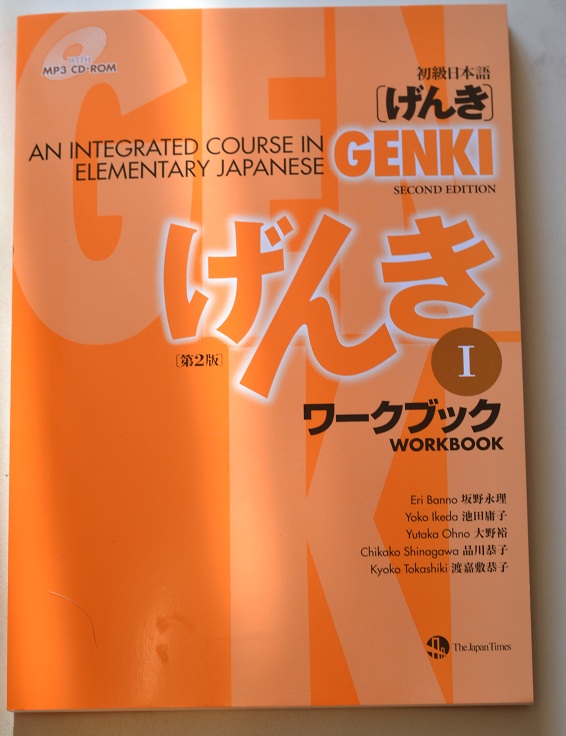 WITH
MP3 CD-ROM
初級日本語
[げんき]
AN INTEGRATED COURSE IN
ELEMENTARY JAPANESE
GENKI
SECOND EDITION
げんき
[第2版]
I
ワークブック
WORKBOOK
Eri Banno 坂野永理
Yoko Ikeda 池田庸子
Yutaka Ohno 大野裕
Chikako Shinagawa 品川恭子
Kyoko Tokashiki 渡嘉敷恭子
The Japan Times
GEN
K